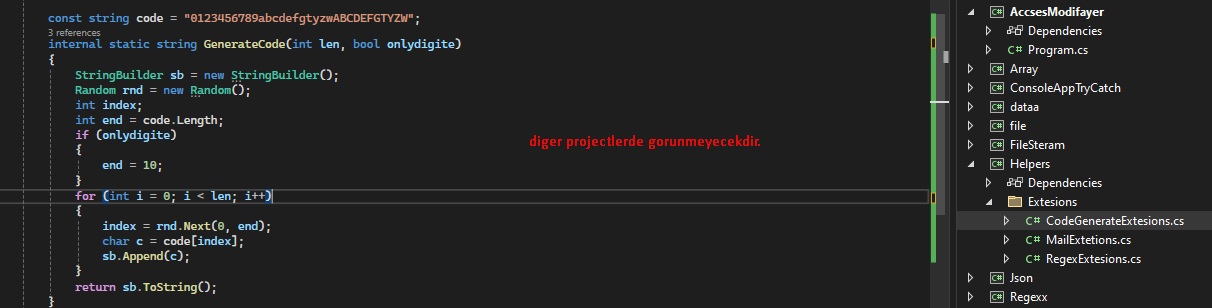 const string code = "0123456789abcdefgtyzwABCDEFGTYZW";
3 references
internal static string GenerateCode(int len, bool onlydigite)
{
StringBuilder sb = new StringBuilder();
Random rnd = new Random();
int index;
int end = code.Length;
if (onlydigite)
{
end = 10;
}
for (int i = 0; i < len; i++)
{
index = rnd.Next(0, end);
char c = code[index];
sb.Append(c);
}
return sb.ToString();
}
diger projectlerde gorunmeyecekdir.
AccsesModifayer
Dependencies
C# Program.cs
Array
ConsoleAppTryCatch
dataa
file
FileSteram
Helpers
Dependencies
Extesions
C# CodeGenerateExtesions.cs
C# MailExtetions.cs
C# RegexExtesions.cs
Json
Regexx